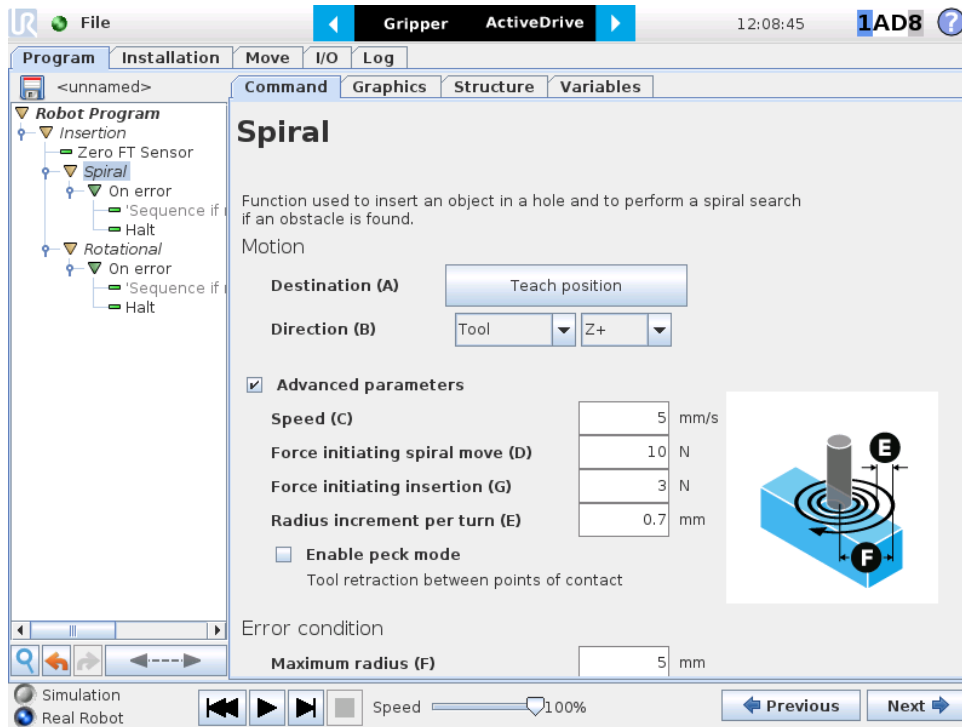 UR File Gripper ActiveDrive 12:08:45 1AD8 ?
Program Installation Move I/O Log
<unnamed> Command Graphics Structure Variables
Robot Program
Insertion
Zero FT Sensor
Spiral
On error
'Sequence if
Halt
Rotational
On error
'Sequence if
Halt
Spiral
Function used to insert an object in a hole and to perform a spiral search
if an obstacle is found.
Motion
Destination (A) Teach position
Direction (B) Tool Z+
Advanced parameters
Speed (C) 5 mm/s
Force initiating spiral move (D) 10 N
Force initiating insertion (G) 3 N
Radius increment per turn (E) 0.7 mm
Enable peck mode
Tool retraction between points of contact
E
F
Error condition
Maximum radius (F) 5 mm
Simulation
Real Robot
Speed 100%
Previous Next